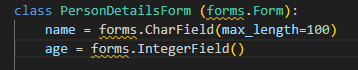 class PersonDetailsForm (forms.Form):
    name = forms.CharField(max_length=100)
    age = forms.IntegerField()